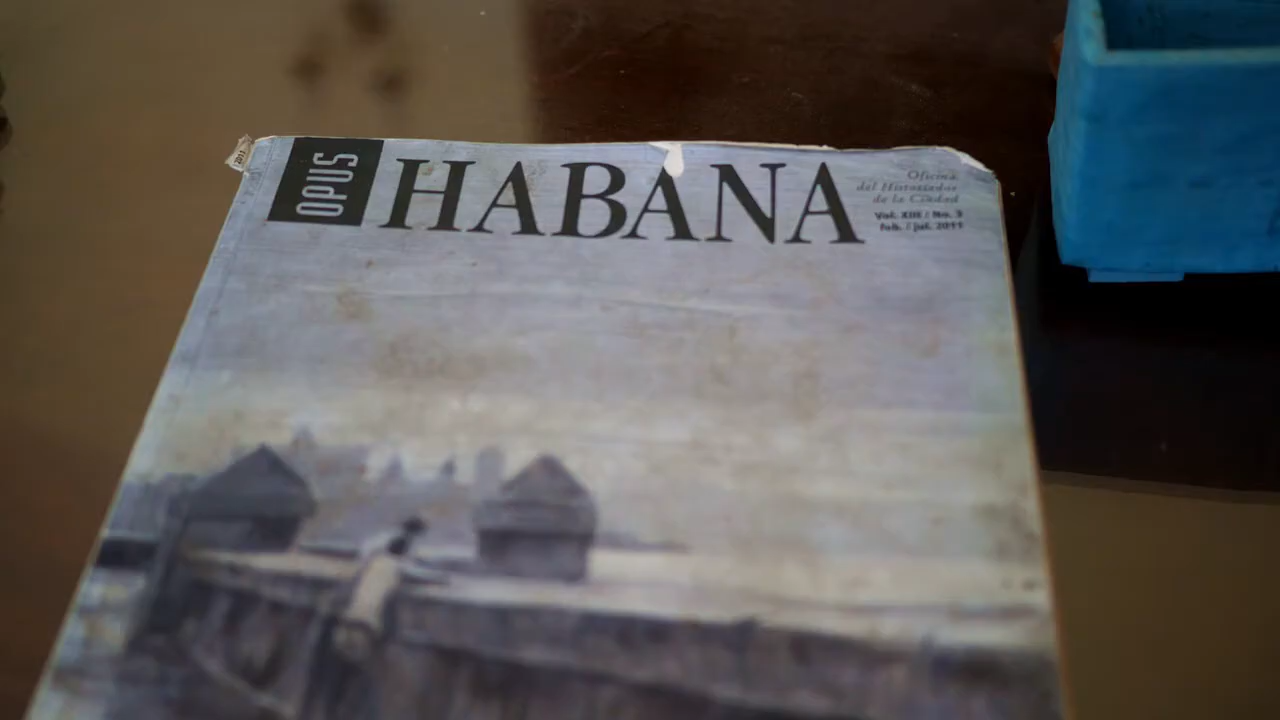 OPUS
HABANA
Oficina
del Historiador
de la Ciudad
Vol. XIII / No. 3
feb. / jul. 2011